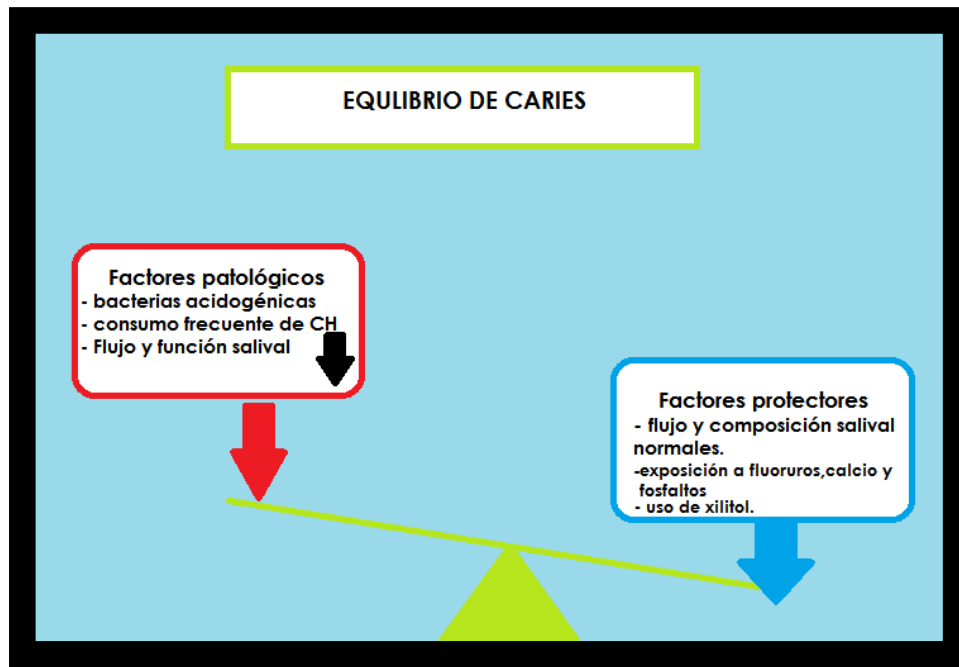 EQULIBRIO DE CARIES
Factores patológicos
- bacterias acidogénicas
- consumo frecuente de CH
- Flujo y función salival
Factores protectores
- flujo y composición salival
normales.
-exposición a fluoruros,calcio y
fosfaltos
- uso de xilitol.